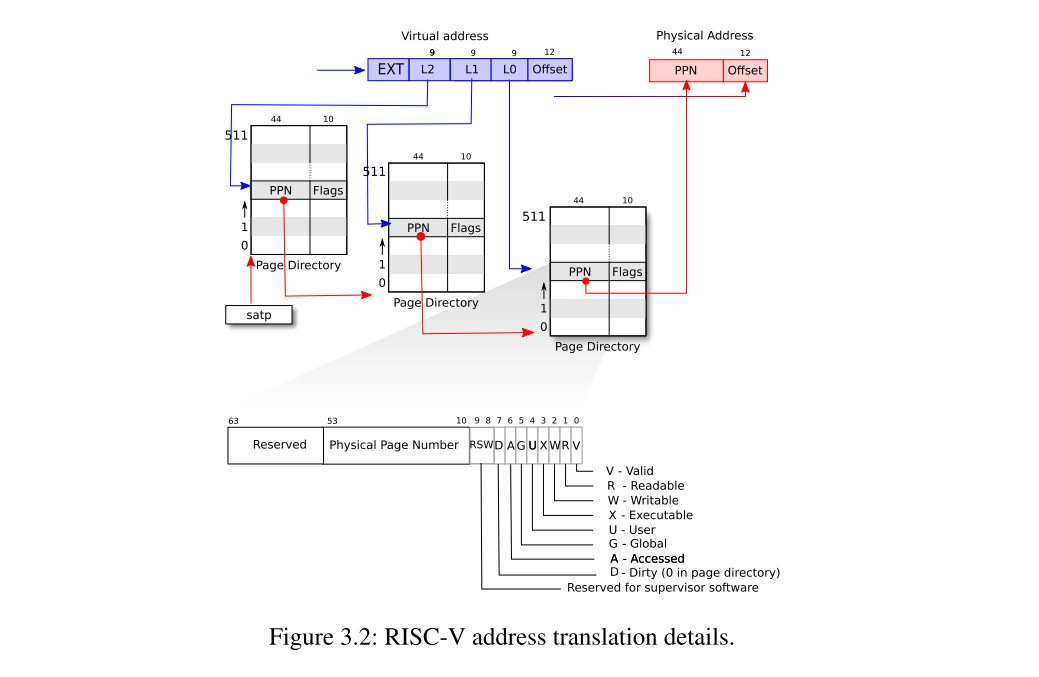 Virtual address
9 9 9 12
EXT L2 L1 L0 Offset
Physical Address
44 12
PPN Offset
44 10
511
PPN Flags
1
0
Page Directory
satp
44 10
511
PPN Flags
1
0
Page Directory
44 10
511
PPN Flags
1
0
Page Directory
63 53 10 9 8 7 6 5 4 3 2 1 0
Reserved Physical Page Number RSW D A G U X W R V
V - Valid
R - Readable
W - Writable
X - Executable
U - User
G - Global
A - Accessed
D - Dirty (0 in page directory)
Reserved for supervisor software
Figure 3.2: RISC-V address translation details.